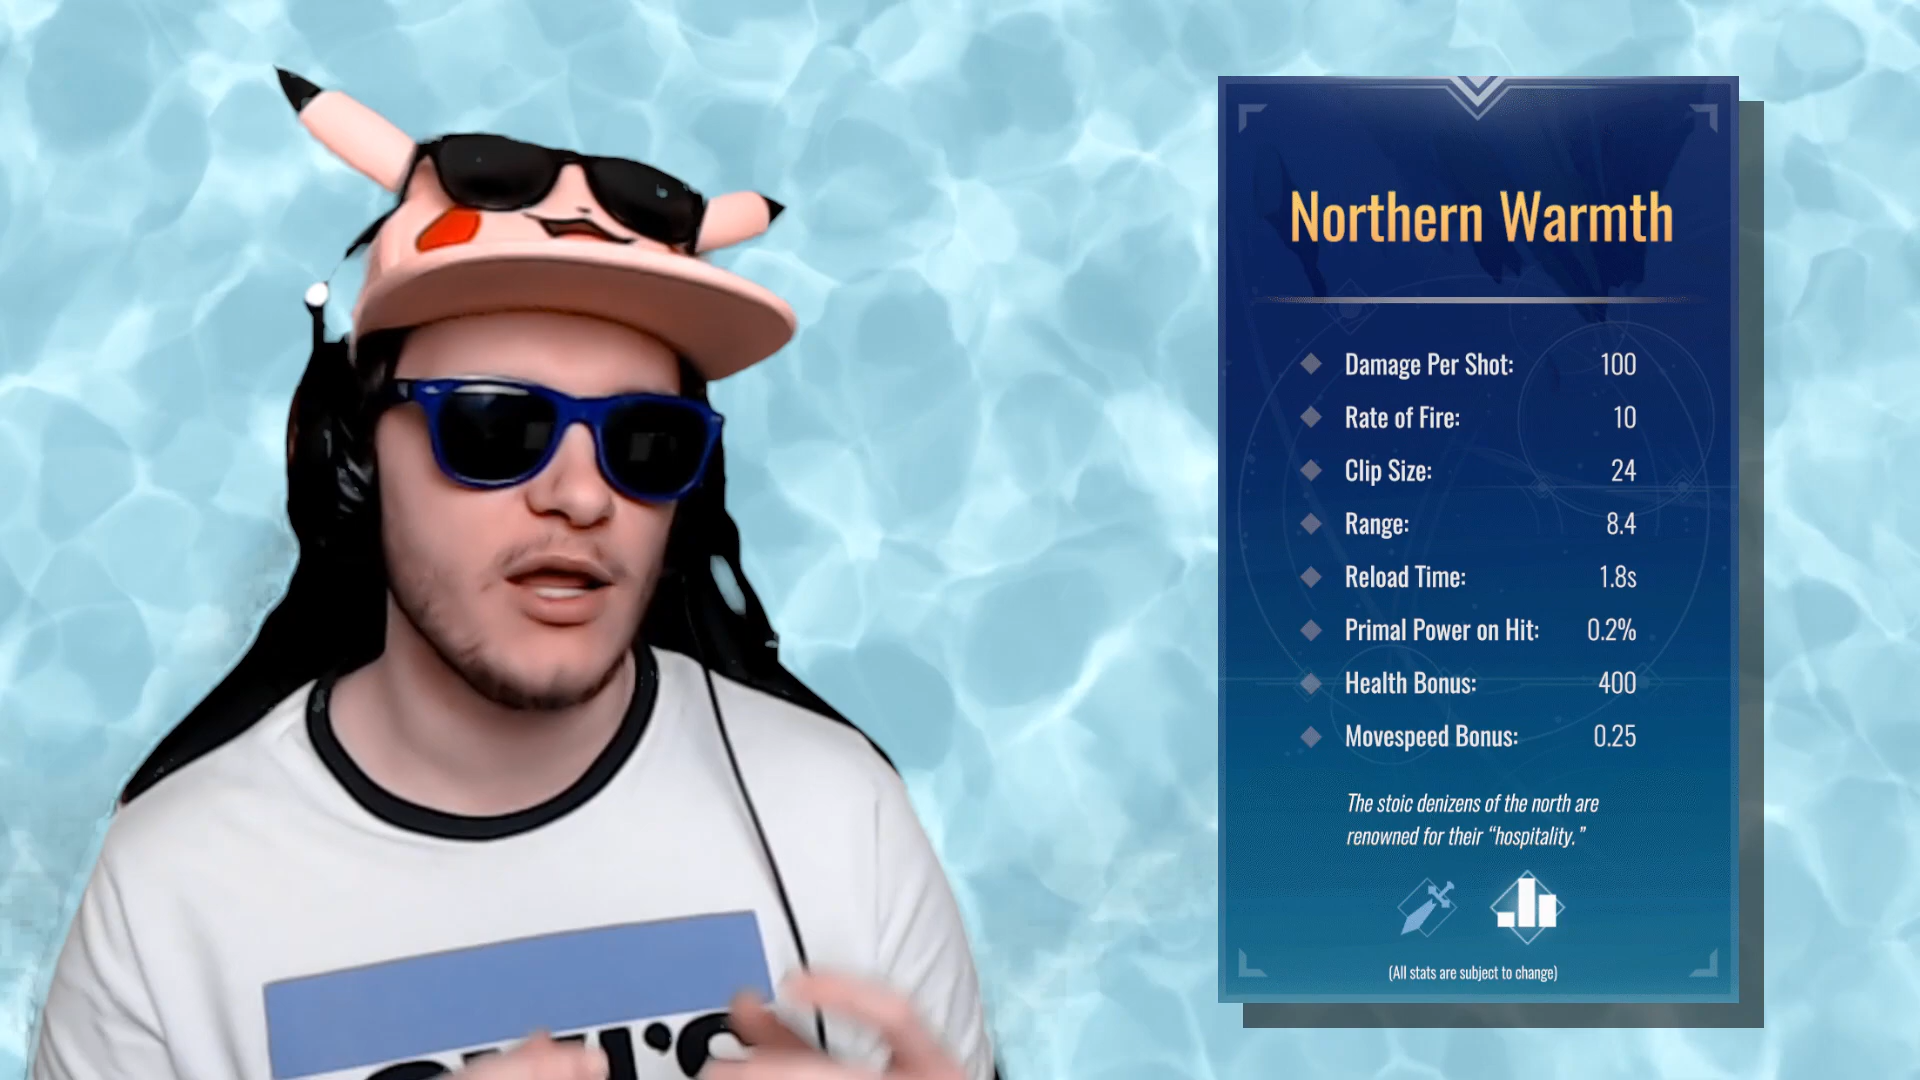 Northern Warmth
Damage Per Shot: 100
Rate of Fire: 10
Clip Size: 24
Range: 8.4
Reload Time: 1.8s
Primal Power on Hit: 0.2%
Health Bonus: 400
Movespeed Bonus: 0.25
The stoic denizens of the north are
renowned for their “hospitality.”
(All stats are subject to change)